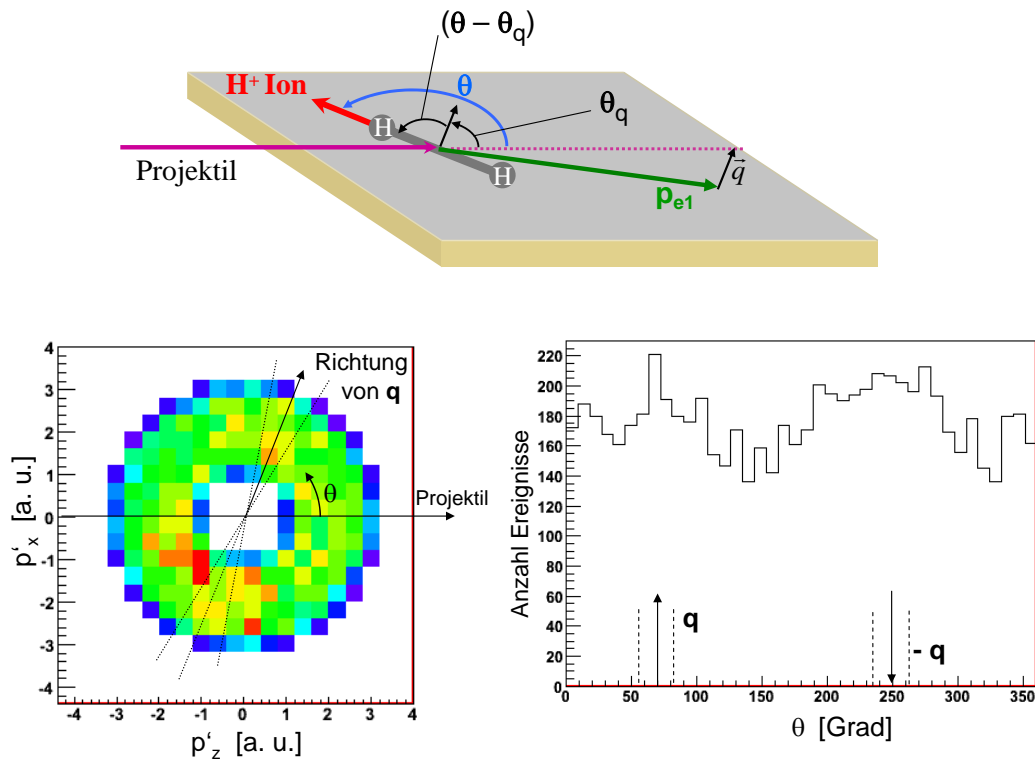 (θ – θq)
H+ Ion
θ
θq
H
H
Projektil
q⃗
pe1
4
3
2
1
0
-1
-2
-3
-4
p‘x [a. u.]
Richtung
von q
θ
Projektil
-4 -3 -2 -1 0 1 2 3 4
p‘z [a. u.]
220
200
180
160
140
120
100
80
60
40
20
0
Anzahl Ereignisse
q
- q
0 50 100 150 200 250 300 350
θ [Grad]